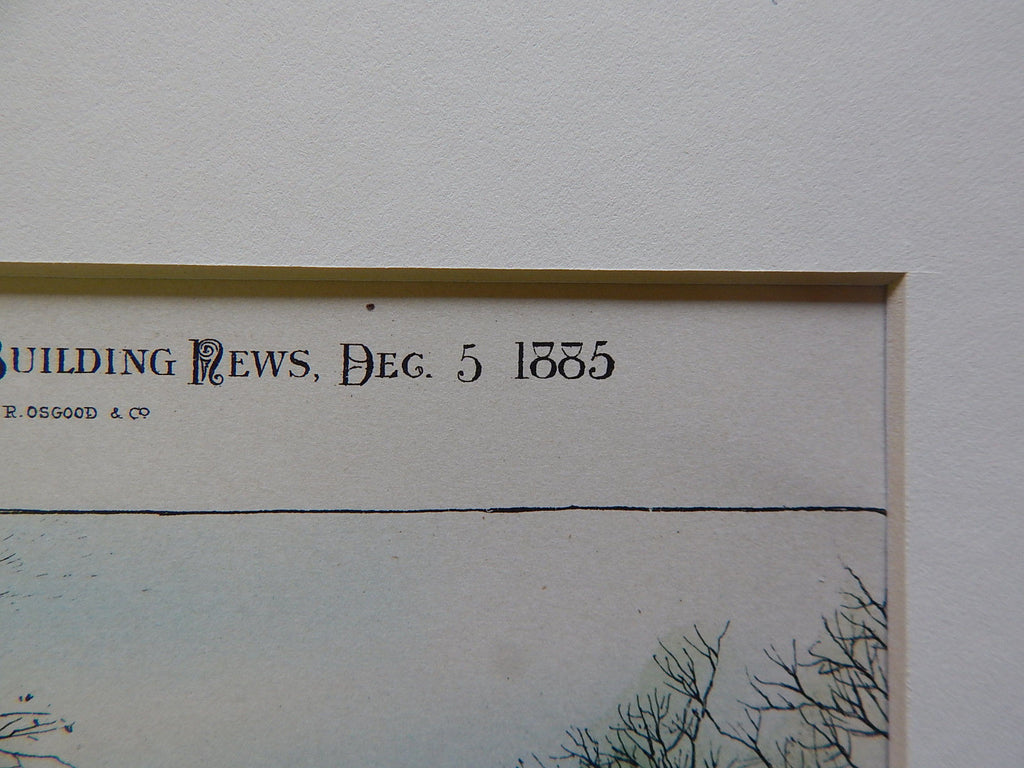 BUILDING NEWS, DEC. 5 1885
R. OSGOOD & CO